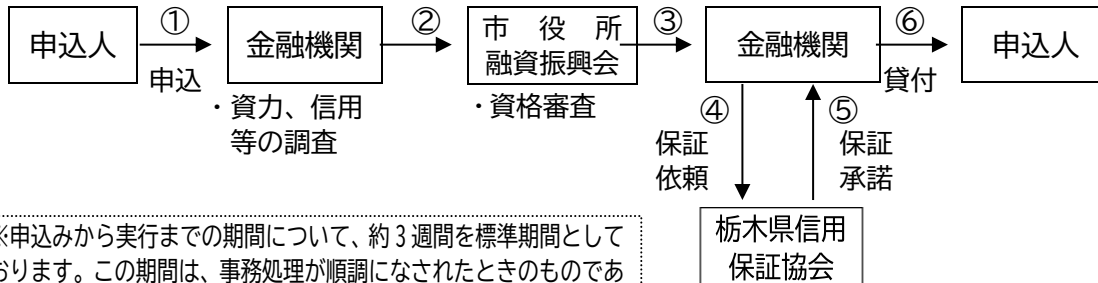 申込人
①
申込
金融機関
・資力、信用
等の調査
②
市役所
融資振興会
・資格審査
③
金融機関
④
保証
依頼
⑤
保証
承諾
栃木県信用
保証協会
⑥
貸付
申込人
※申込みから実行までの期間について、約3週間を標準期間として
おります。この期間は、事務処理が順調になされたときのものであ